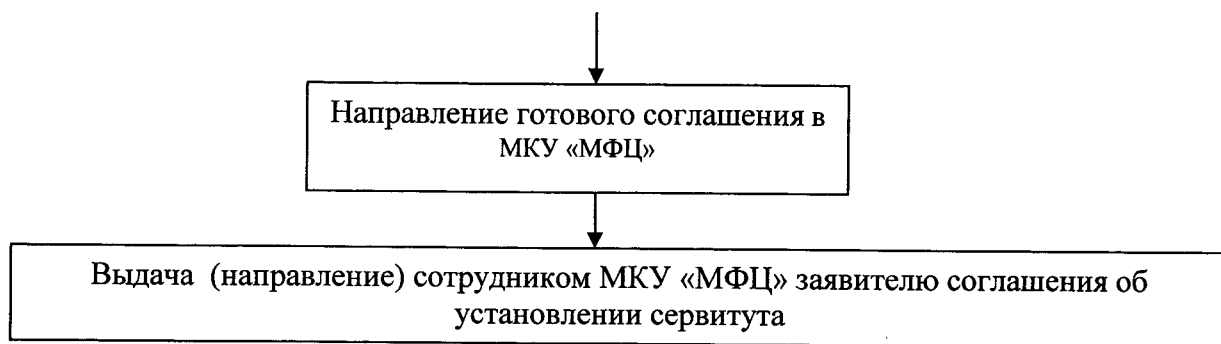 Направление готового соглашения в
МКУ «МФЦ»
Выдача (направление) сотрудником МКУ «МФЦ» заявителю соглашения об
установлении сервитута